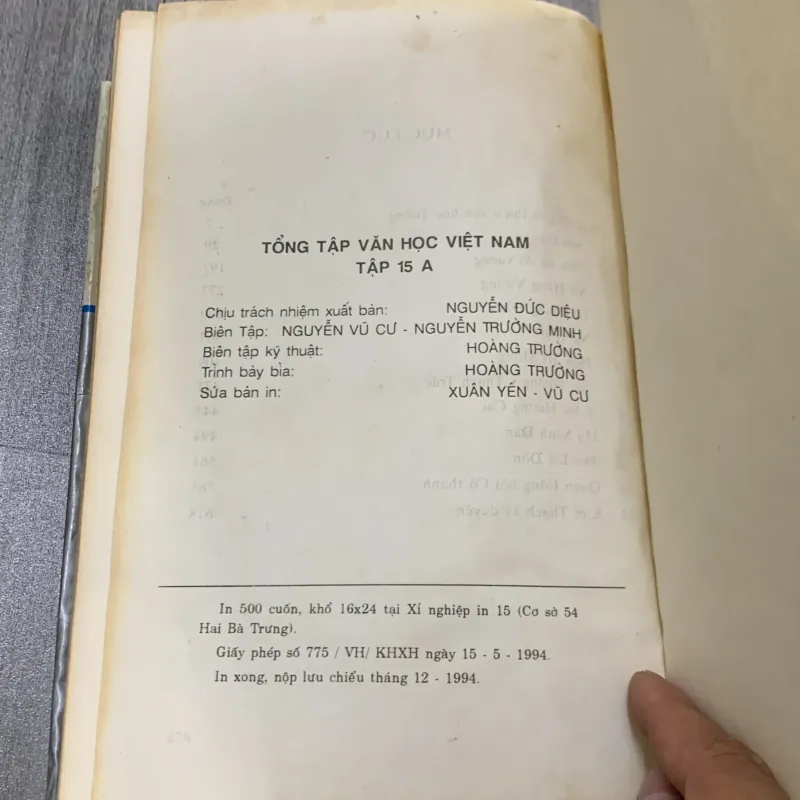 TỔNG TẬP VĂN HỌC VIỆT NAM
TẬP 15 A
Chịu trách nhiệm xuất bản: NGUYỄN ĐỨC DIỆU
Biên Tập: NGUYỄN VŨ CƯ - NGUYỄN TRƯỜNG MINH
Biên tập kỹ thuật: HOÀNG TRƯỜNG
Trình bày bìa: HOÀNG TRƯỜNG
Sửa bản in: XUÂN YẾN - VŨ CƯ
In 500 cuốn, khổ 16x24 tại Xí nghiệp in 15 (Cơ sở 54
Hai Bà Trưng).
Giấy phép số 775 / VH/ KHXH ngày 15 - 5 - 1994.
In xong, nộp lưu chiểu tháng 12 - 1994.